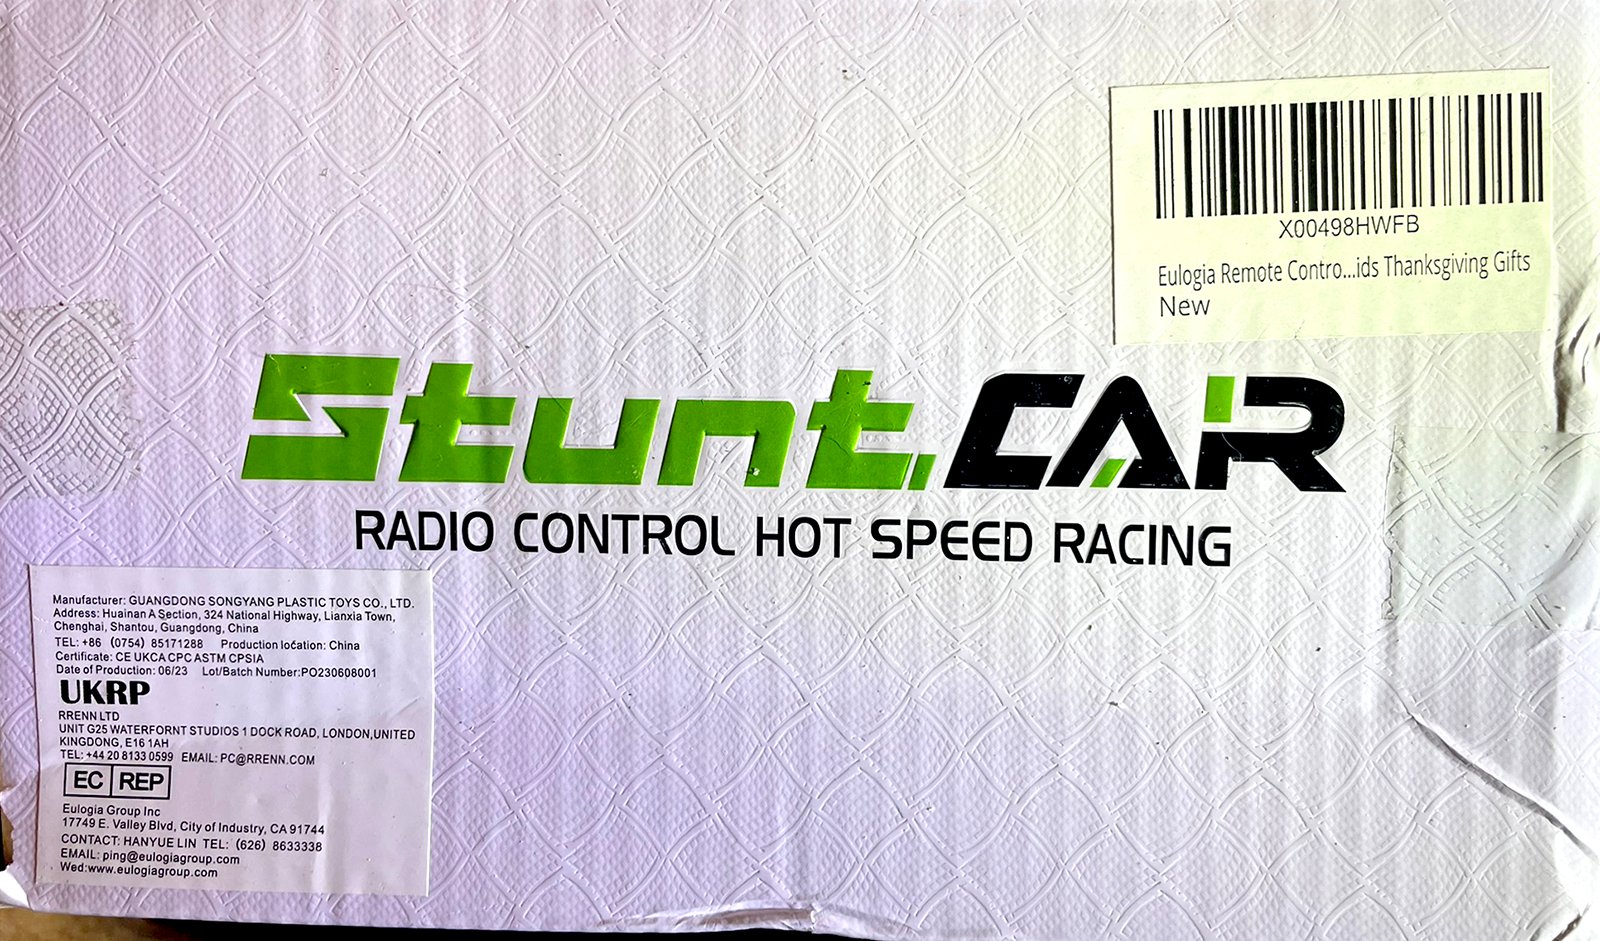 X00498HWFB
Eulogia Remote Contro...ids Thanksgiving Gifts
New
Stunt.CAR
RADIO CONTROL HOT SPEED RACING
Manufacturer: GUANGDONG SONGYANG PLASTIC TOYS CO., LTD.
Address: Huainan A Section, 324 National Highway, Lianxia Town,
Chenghai, Shantou, Guangdong, China
TEL: +86 (0754) 85171288 Production location: China
Certificate: CE UKCA CPC ASTM CPSIA
Date of Production: 06/23 Lot/Batch Number:PO230608001
UKRP
RRENN LTD
UNIT G25 WATERFORNT STUDIOS 1 DOCK ROAD, LONDON,UNITED
KINGDONG, E16 1AH
TEL: +44 20 8133 0599 EMAIL: PC@RRENN.COM
EC REP
Eulogia Group Inc
17749 E. Valley Blvd, City of Industry, CA 91744
CONTACT: HANYUE LIN TEL: (626) 8633338
EMAIL: ping@eulogiagroup.com
Wed:www.eulogiagroup.com